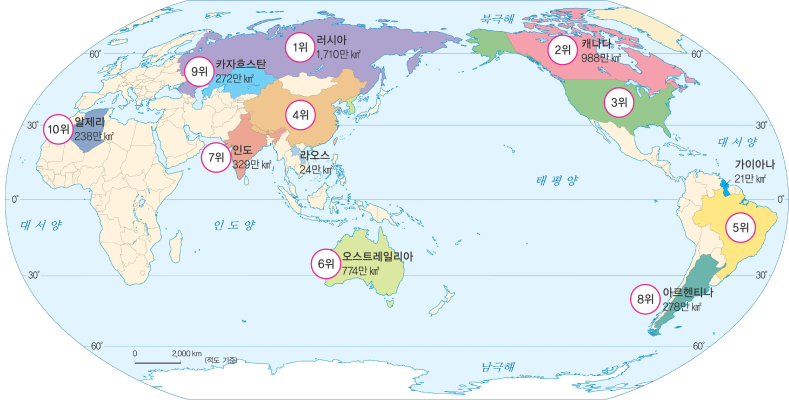 북극해
1위 러시아
1,710만 ㎢
2위 캐나다
988만 ㎢
60°
60°
9위 카자흐스탄
272만 ㎢
3위
4위
10위 알제리
238만 ㎢
30°
30°
대 서 양
7위 인도
329만 ㎢
라오스
24만 ㎢
가이아나
21만 ㎢
태 평 양
0°
0°
대 서 양
인 도 양
5위
6위 오스트레일리아
774만 ㎢
30°
30°
8위 아르헨티나
278만 ㎢
60°
60°
0 2,000 km
(적도 기준)
남극해